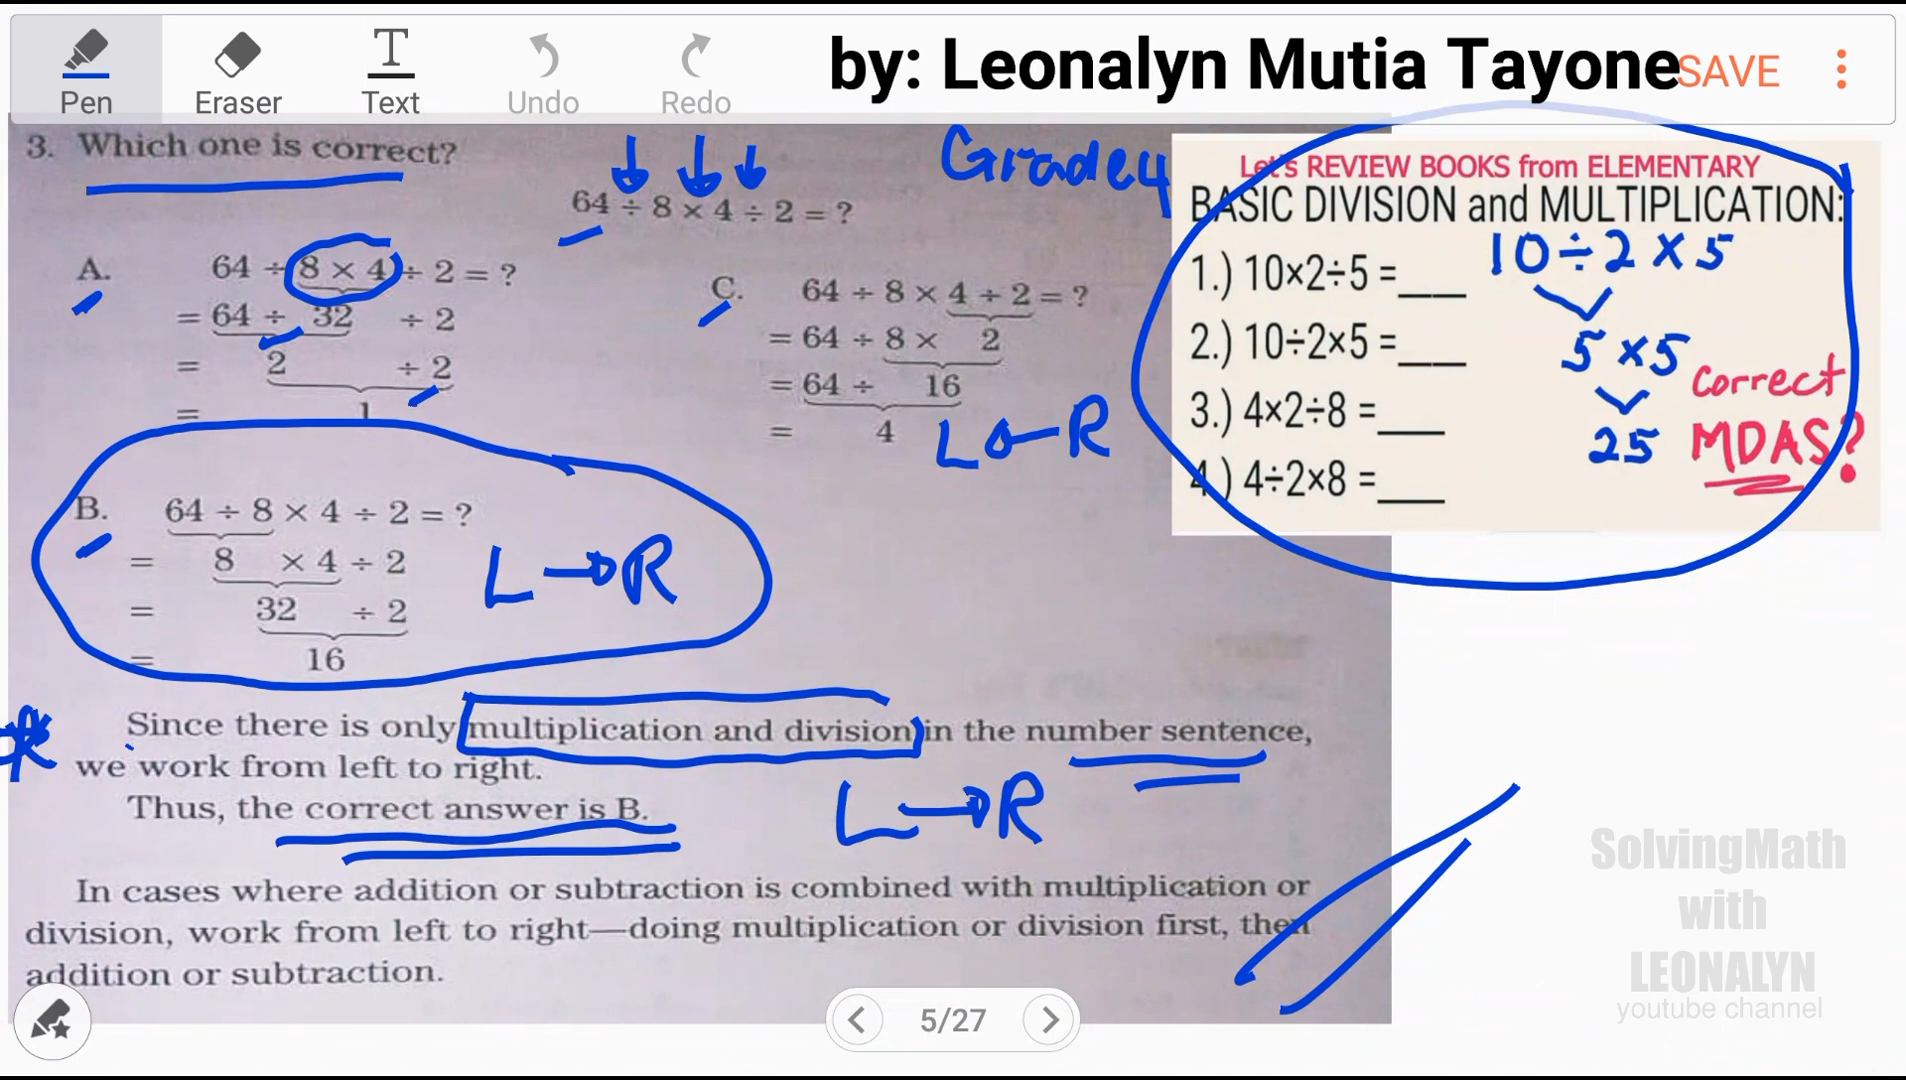 Pen
Eraser
Text
Undo
Redo
by: Leonalyn Mutia Tayone
SAVE
3. Which one is correct?
64 ÷ 8 × 4 ÷ 2 = ?
Grade 4
A. 64 ÷ 8 × 4 ÷ 2 = ?
= 64 ÷ 32 ÷ 2
= 2 ÷ 2
= 1
C. 64 ÷ 8 × 4 ÷ 2 = ?
= 64 ÷ 8 × 2
= 64 ÷ 16
= 4
L R
B. 64 ÷ 8 × 4 ÷ 2 = ?
= 8 × 4 ÷ 2
= 32 ÷ 2
= 16
L → R
Since there is only multiplication and division in the number sentence,
we work from left to right.
Thus, the correct answer is B.
L → R
In cases where addition or subtraction is combined with multiplication or
division, work from left to right—doing multiplication or division first, then
addition or subtraction.
Let's REVIEW BOOKS from ELEMENTARY
BASIC DIVISION and MULTIPLICATION:
1.) 10×2÷5 = ___
2.) 10÷2×5 = ___
3.) 4×2÷8 = ___
4.) 4÷2×8 = ___
10 ÷ 2 × 5
5 × 5
25
Correct
MDAS?
SolvingMath
with
LEONALYN
youtube channel
5/27